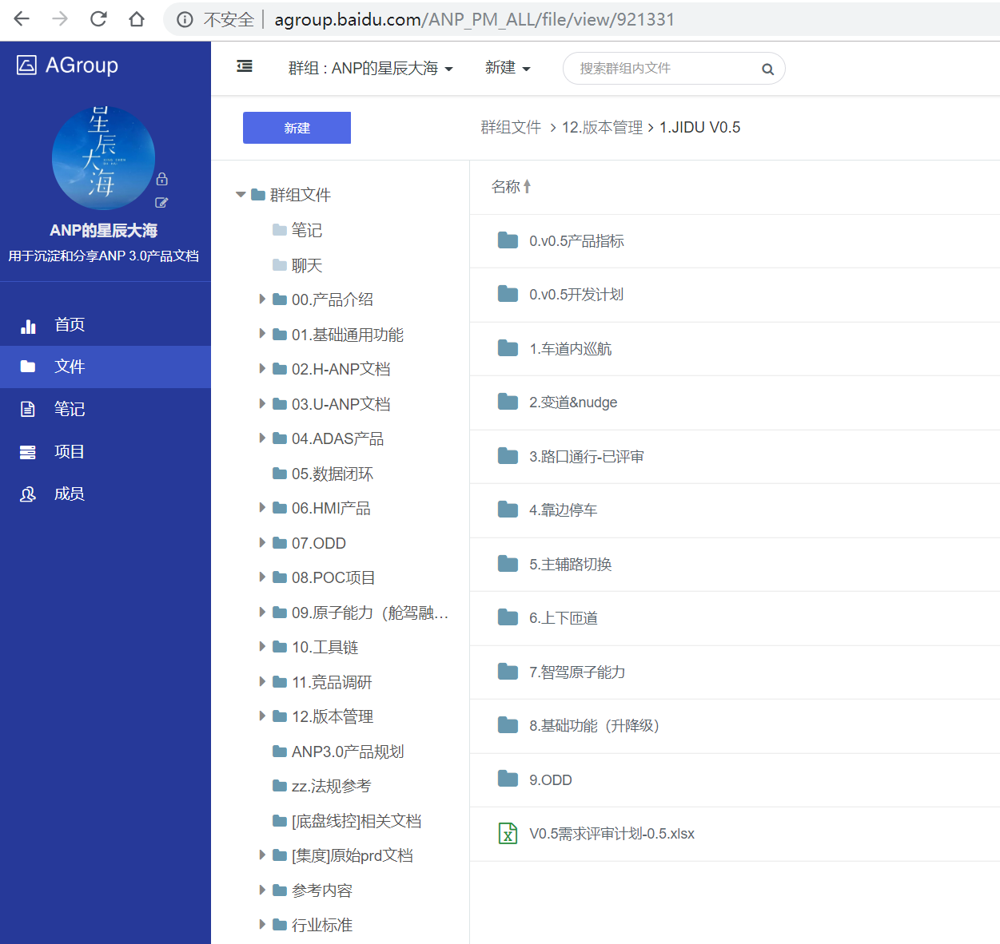 不安全 | agroup.baidu.com/ANP_PM_ALL/file/view/921331
AGroup
群组 : ANP的星辰大海
新建
搜索群组内文件
星辰大海
ANP的星辰大海
用于沉淀和分享ANP 3.0产品文档
首页
文件
笔记
项目
成员
新建
群组文件 > 12.版本管理 > 1.JIDU V0.5
群组文件
笔记
聊天
00.产品介绍
01.基础通用功能
02.H-ANP文档
03.U-ANP文档
04.ADAS产品
05.数据闭环
06.HMI产品
07.ODD
08.POC项目
09.原子能力（舱驾融...
10.工具链
11.竞品调研
12.版本管理
ANP3.0产品规划
zz.法规参考
[底盘线控]相关文档
[集度]原始prd文档
参考内容
行业标准
名称
0.v0.5产品指标
0.v0.5开发计划
1.车道内巡航
2.变道&nudge
3.路口通行-已评审
4.靠边停车
5.主辅路切换
6.上下匝道
7.智驾原子能力
8.基础功能（升降级）
9.ODD
V0.5需求评审计划-0.5.xlsx